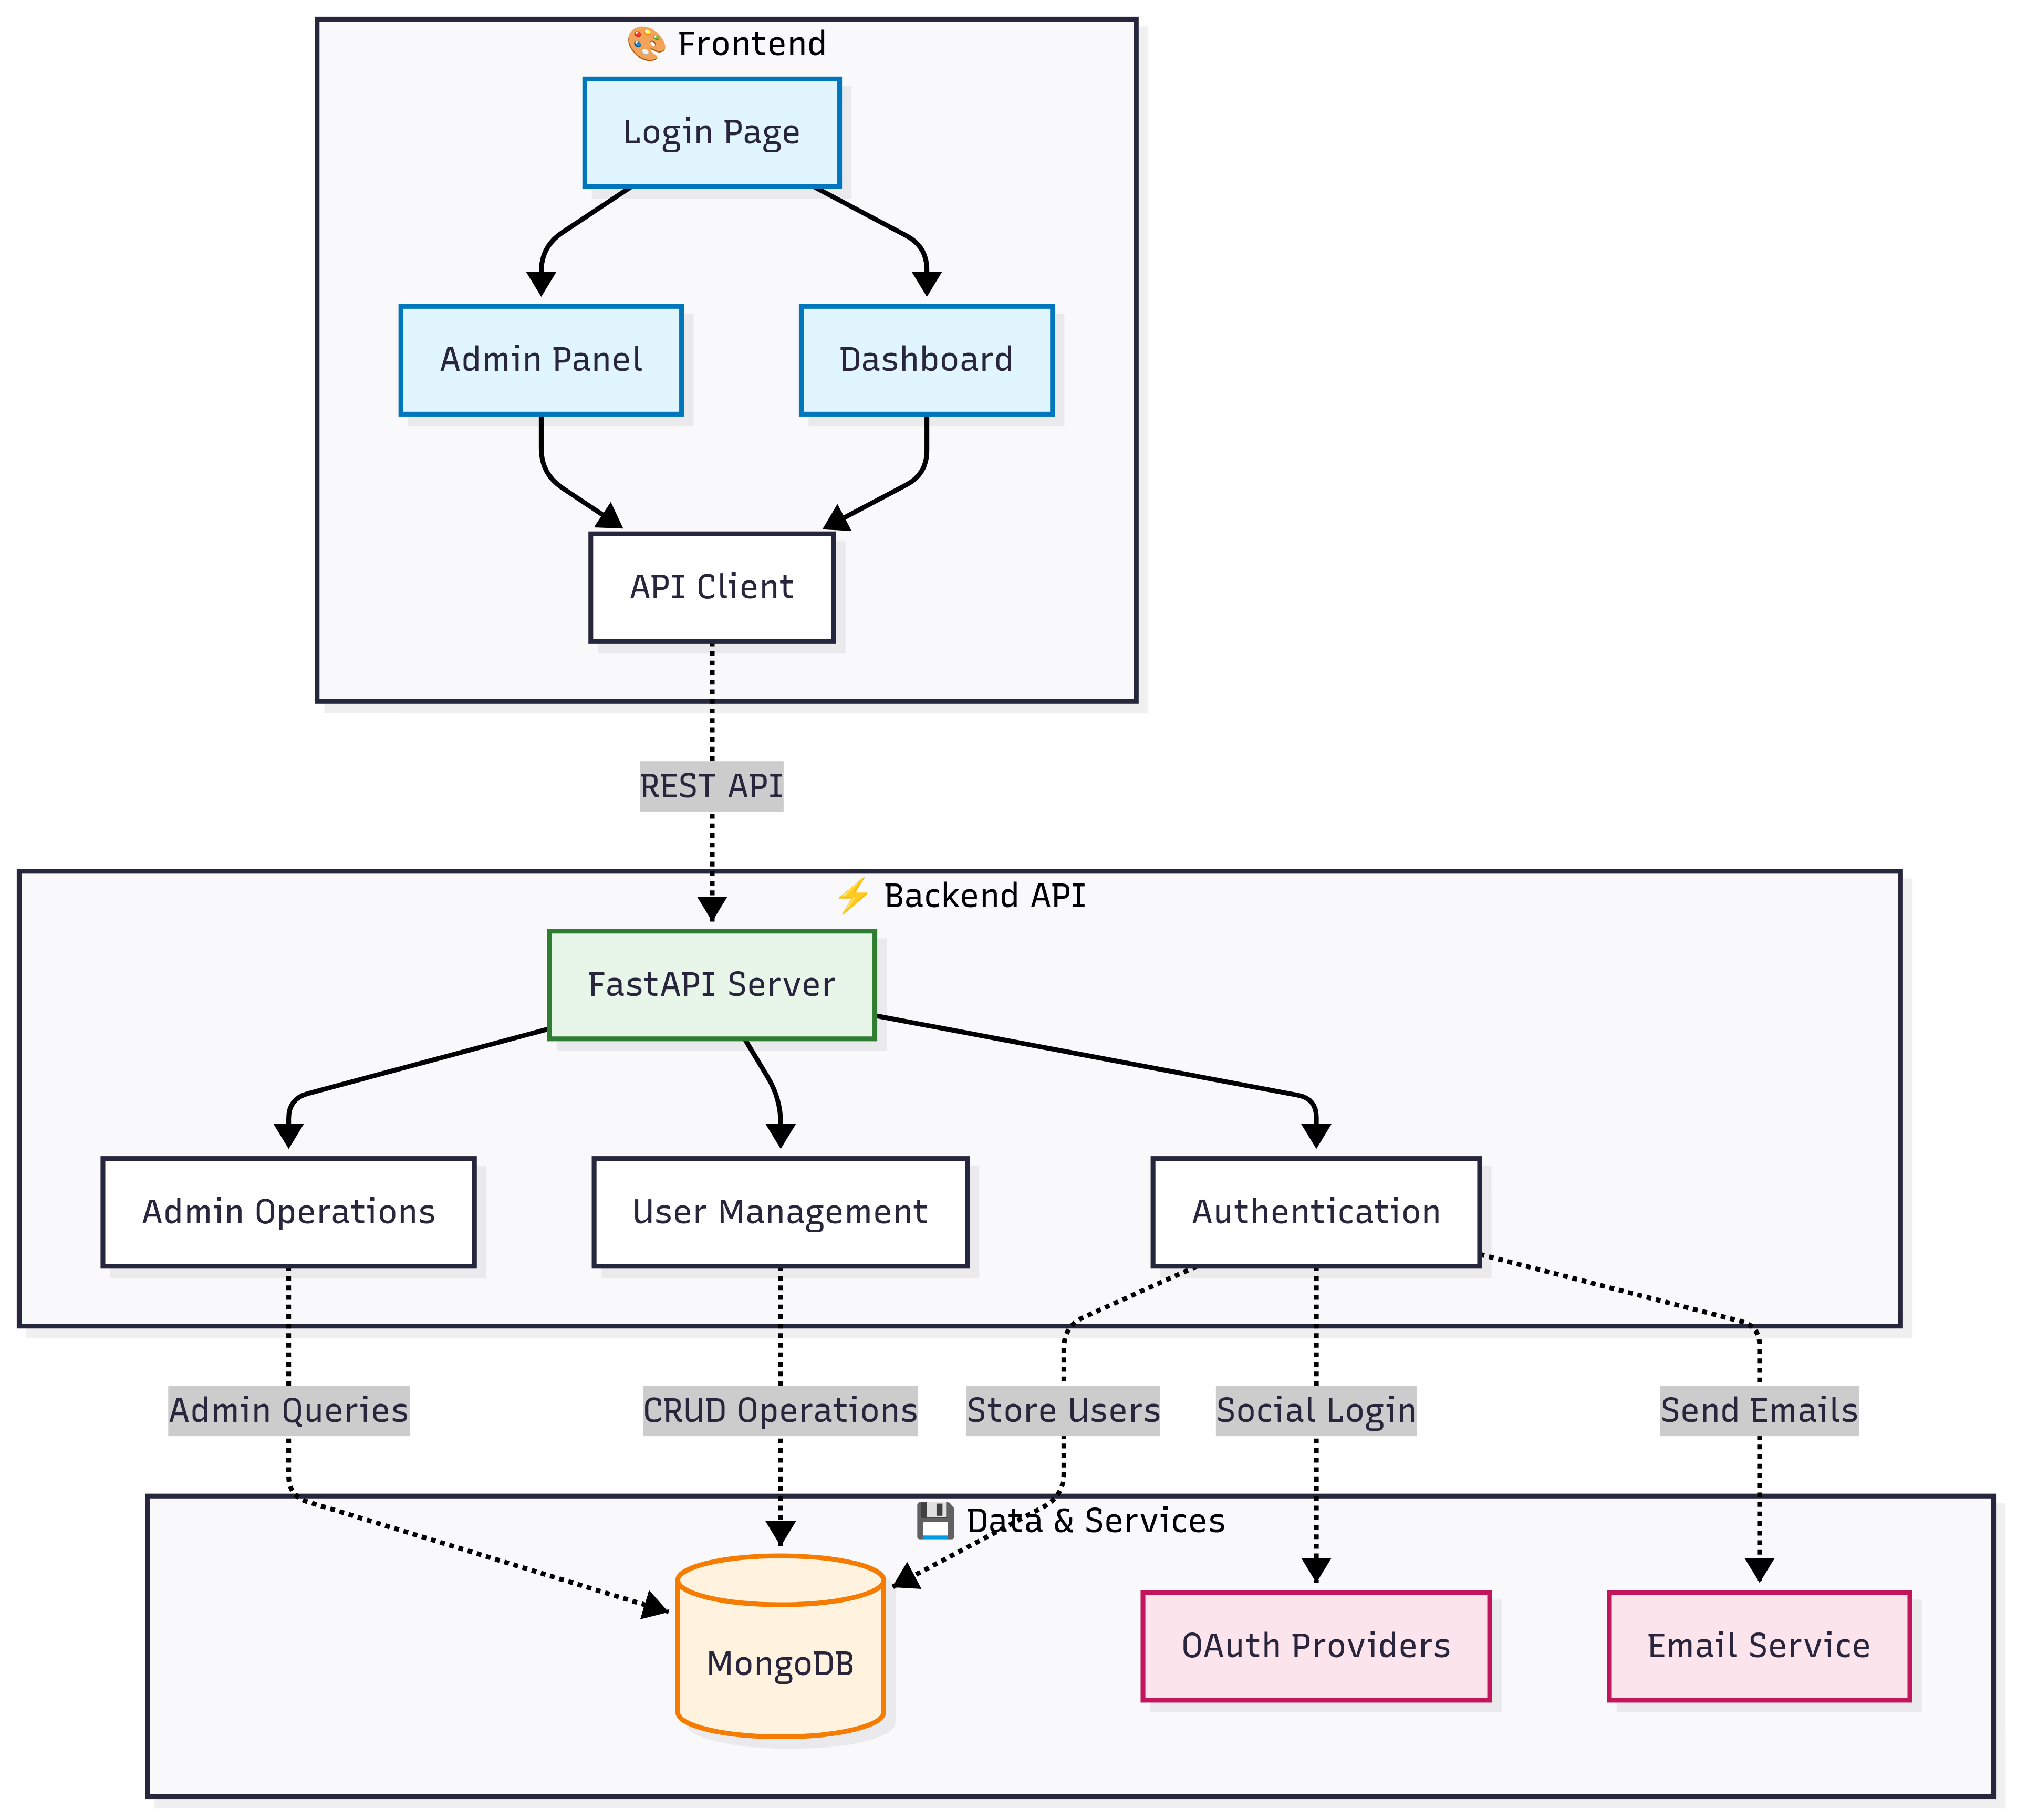 🎨 Frontend
Login Page
Admin Panel
Dashboard
API Client
REST API
⚡ Backend API
FastAPI Server
Admin Operations
User Management
Authentication
Admin Queries
CRUD Operations
Store Users
Social Login
Send Emails
💾 Data & Services
MongoDB
OAuth Providers
Email Service